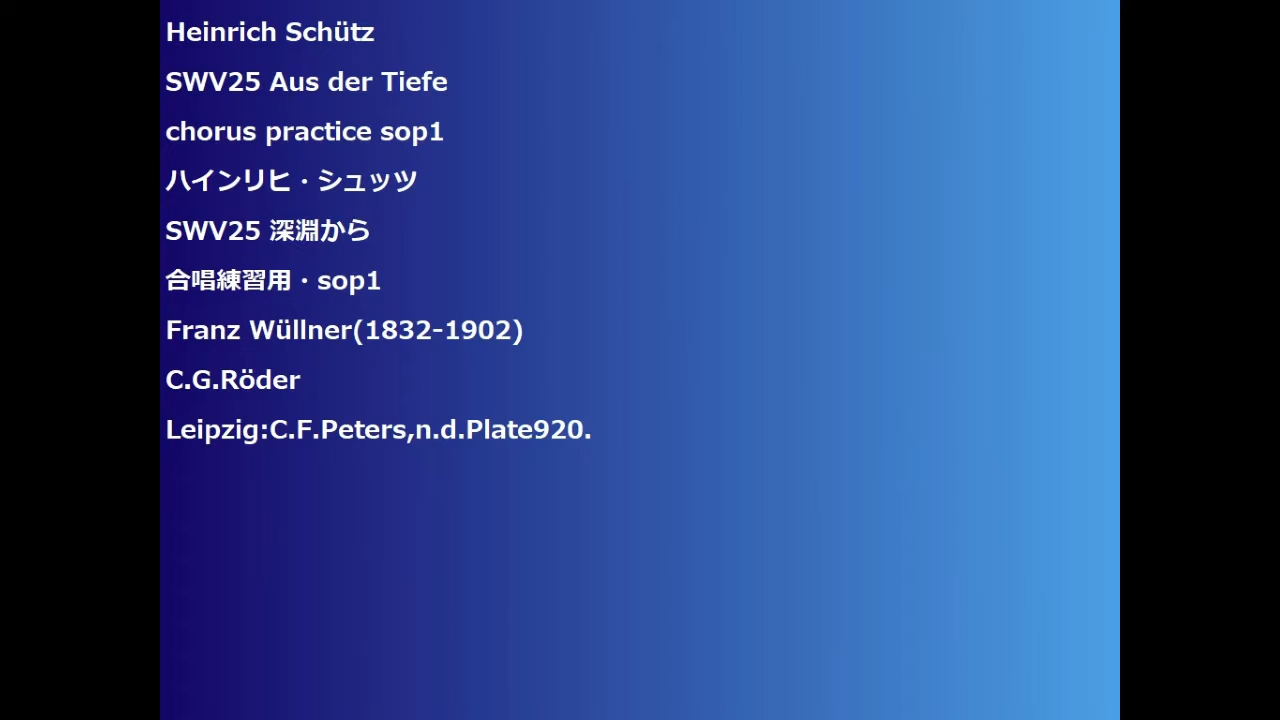 Heinrich Schütz
SWV25 Aus der Tiefe
chorus practice sop1
ハインリヒ・シュッツ
SWV25 深淵から
合唱練習用・sop1
Franz Wüllner(1832-1902)
C.G.Röder
Leipzig:C.F.Peters,n.d.Plate920.